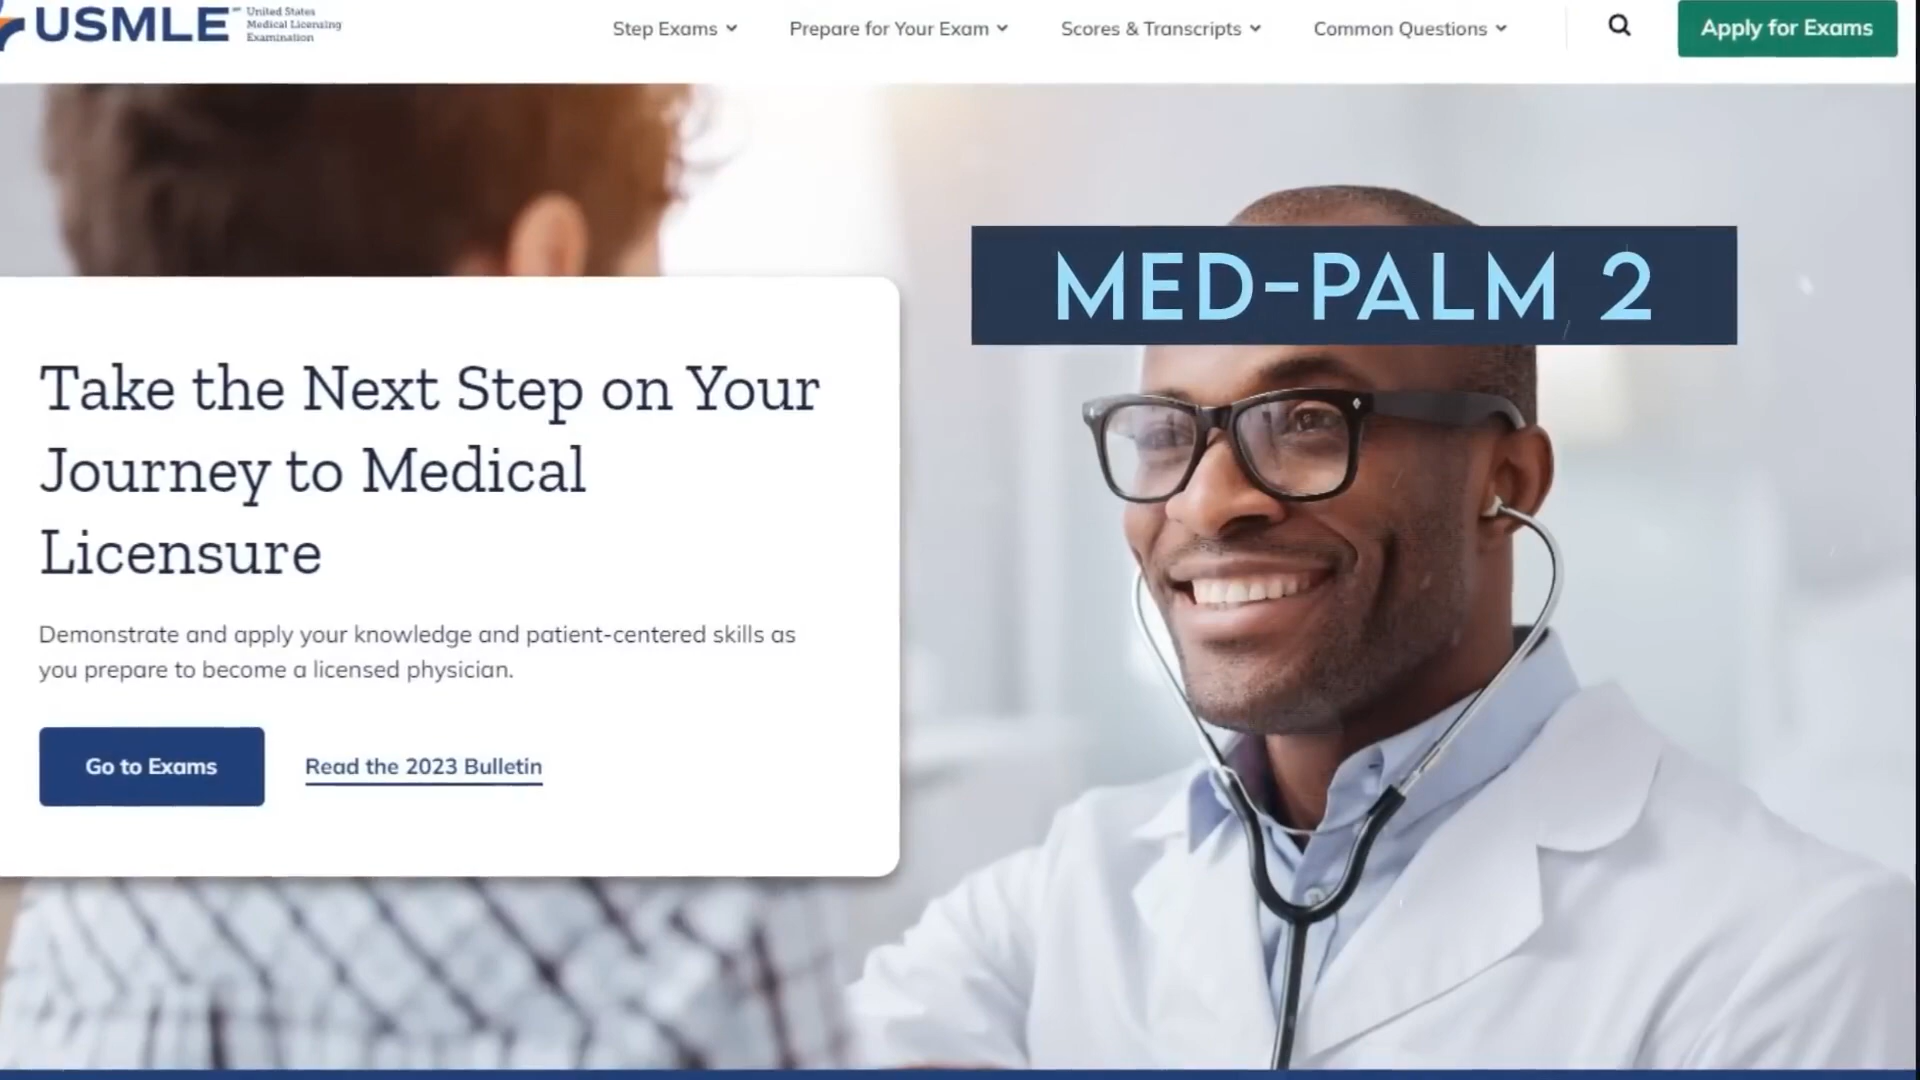 USMLE
United States
Medical Licensing
Examination
Step Exams
Prepare for Your Exam
Scores & Transcripts
Common Questions
Apply for Exams
MED-PALM 2
Take the Next Step on Your
Journey to Medical
Licensure
Demonstrate and apply your knowledge and patient-centered skills as
you prepare to become a licensed physician.
Go to Exams
Read the 2023 Bulletin